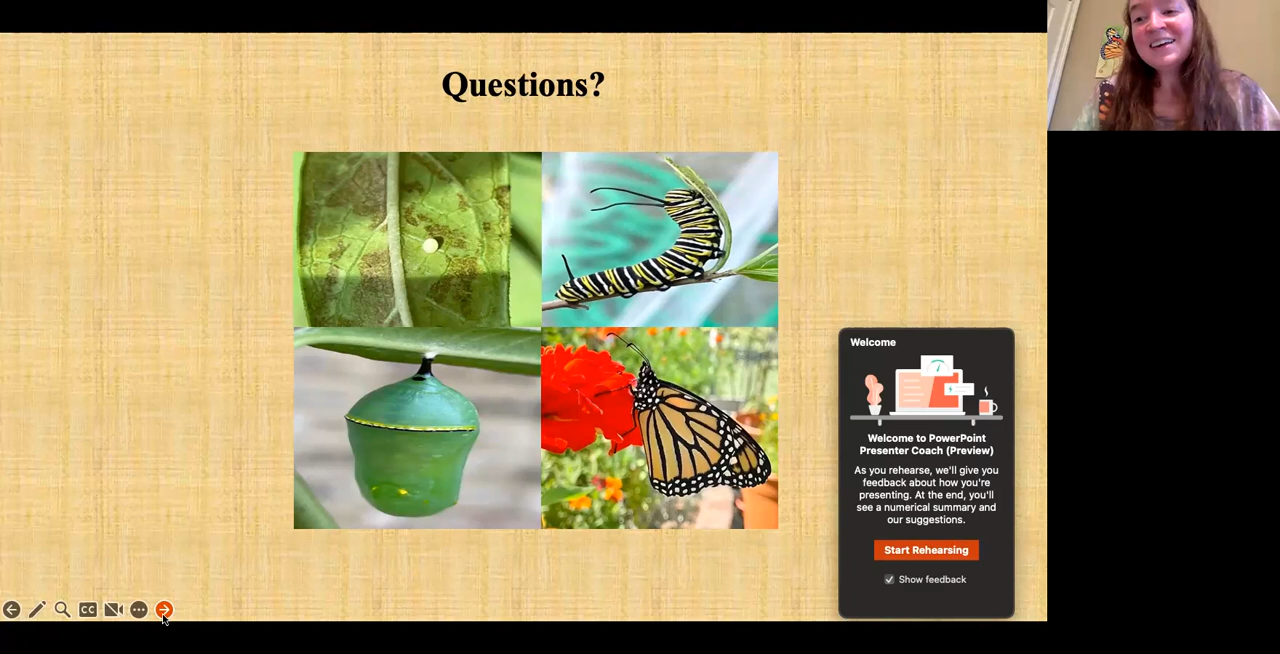 Questions?
Welcome
Welcome to PowerPoint
Presenter Coach (Preview)
As you rehearse, we'll give you
feedback about how you're
presenting. At the end, you'll
see a numerical summary and
our suggestions.
Start Rehearsing
Show feedback
CC